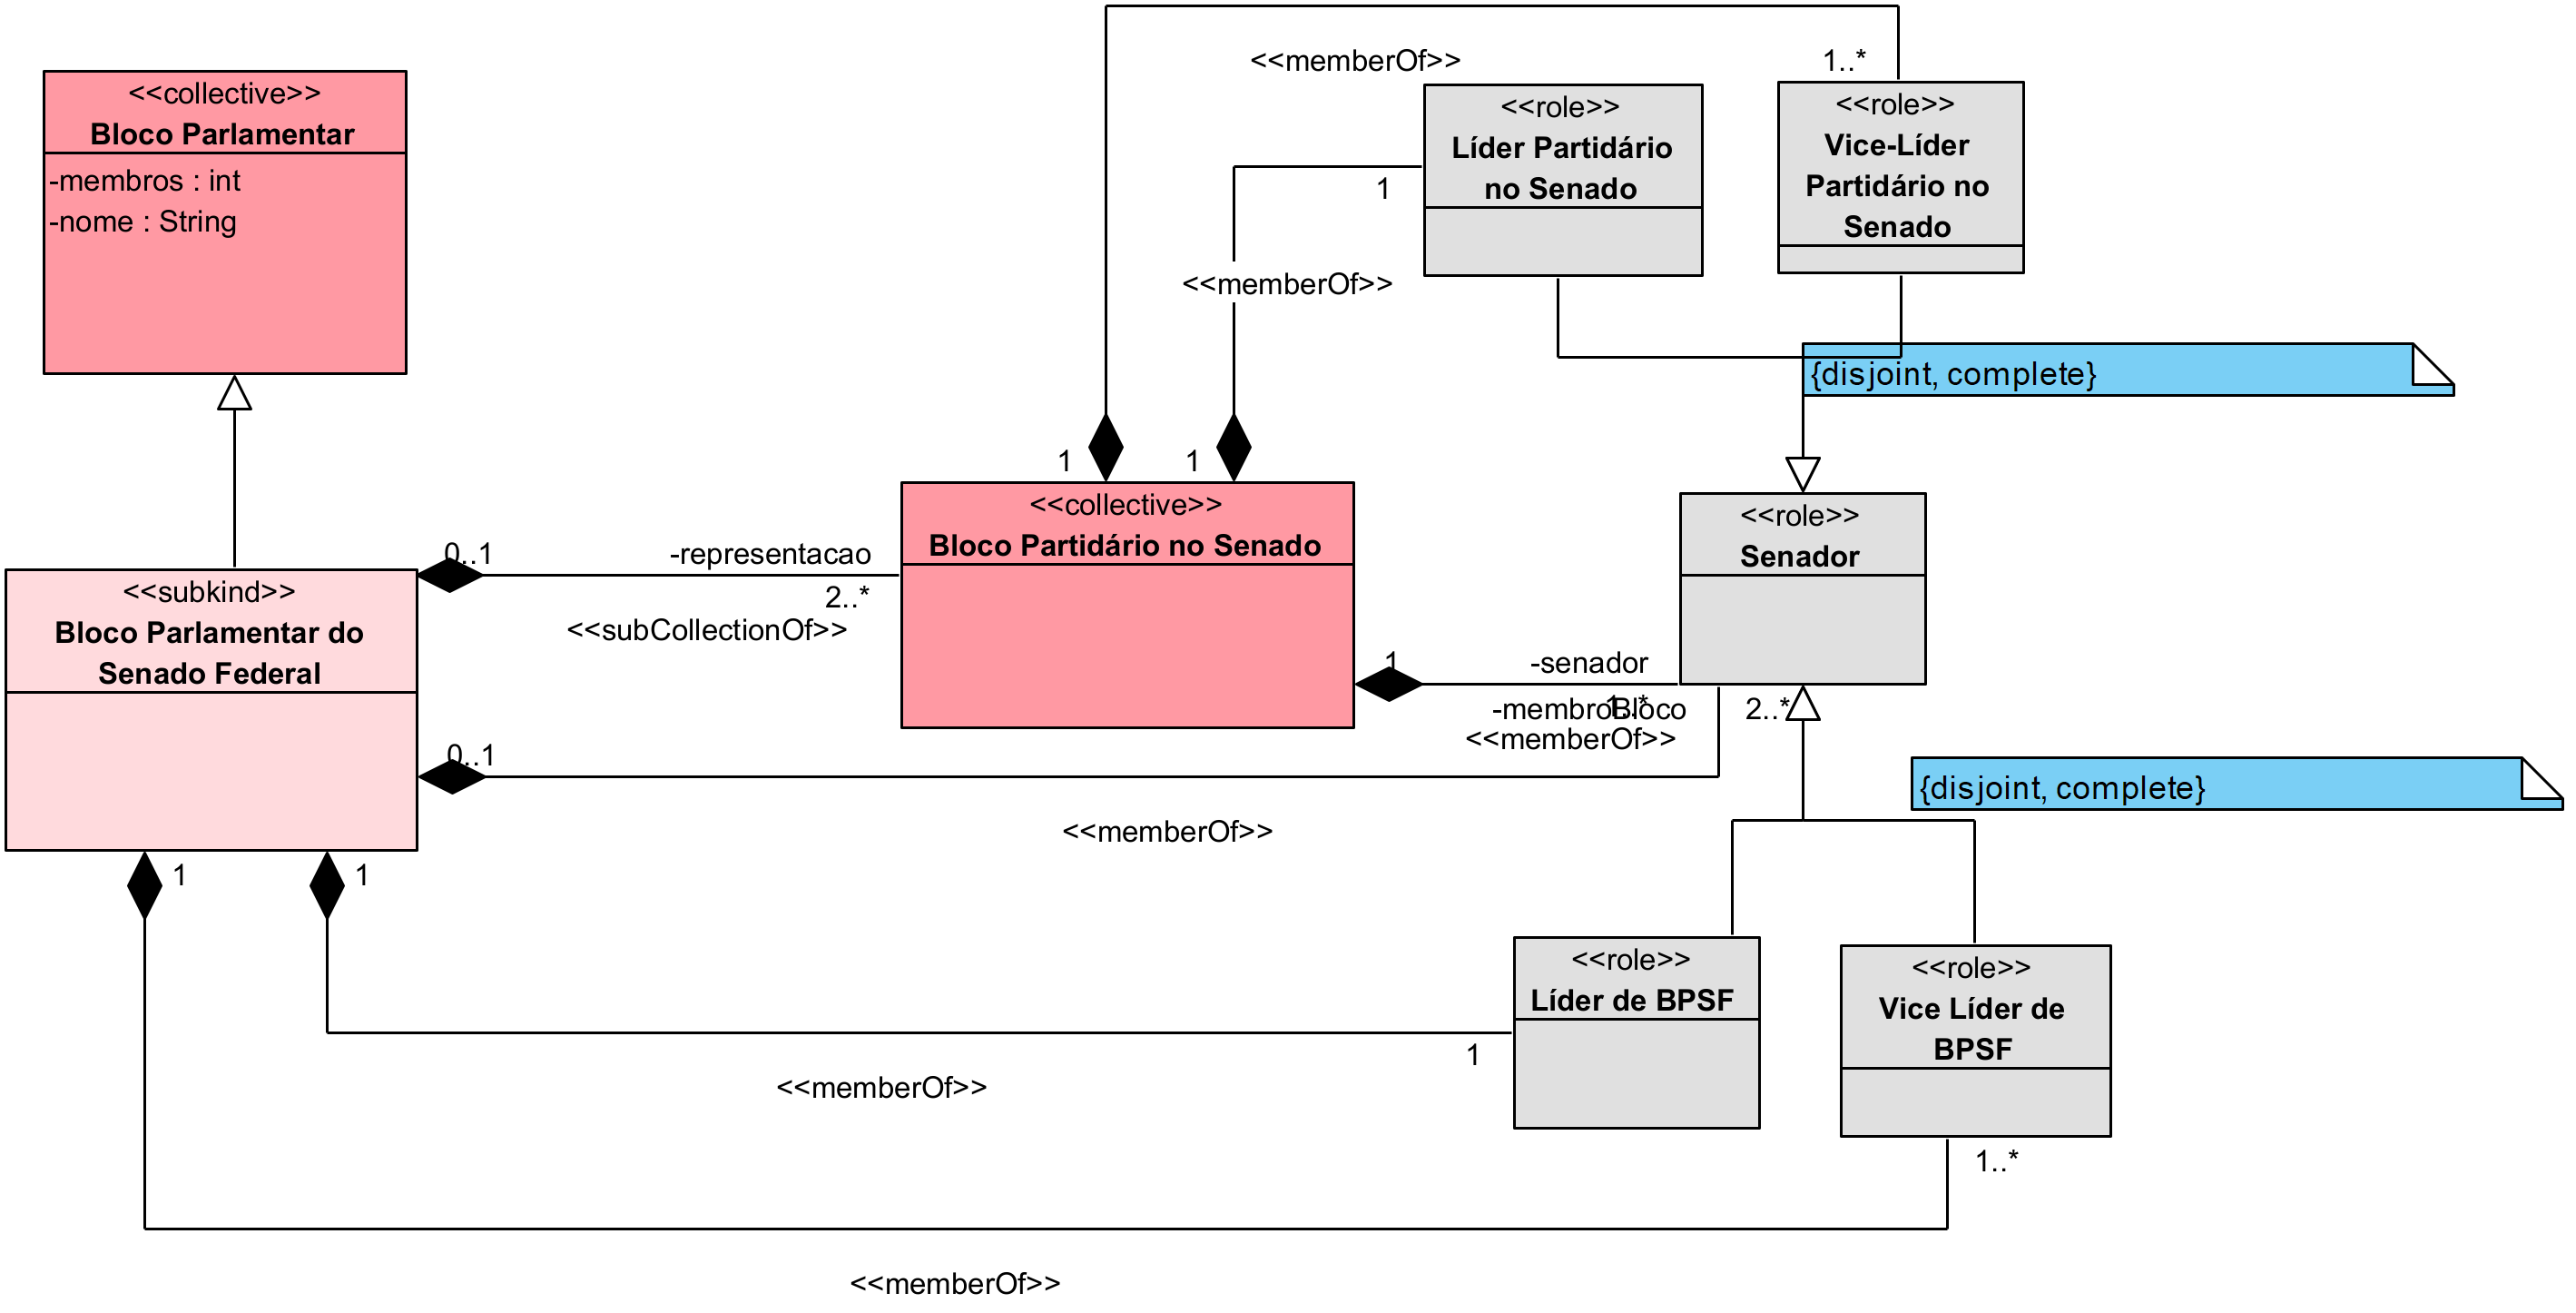 <<memberOf>>
1..*
<<collective>>
Bloco Parlamentar
-membros : int
-nome : String
<<role>>
Líder Partidário
no Senado
<<role>>
Vice-Líder
Partidário no
Senado
1
<<memberOf>>
{disjoint, complete}
1
1
<<collective>>
Bloco Partidário no Senado
<<role>>
Senador
0..1
-representacao
2..*
<<subCollectionOf>>
<<subkind>>
Bloco Parlamentar do
Senado Federal
1
-senador
1..*
-membroBloco
2..*
<<memberOf>>
0..1
{disjoint, complete}
<<memberOf>>
1
1
<<role>>
Líder de BPSF
<<role>>
Vice Líder de
BPSF
1
<<memberOf>>
1..*
<<memberOf>>